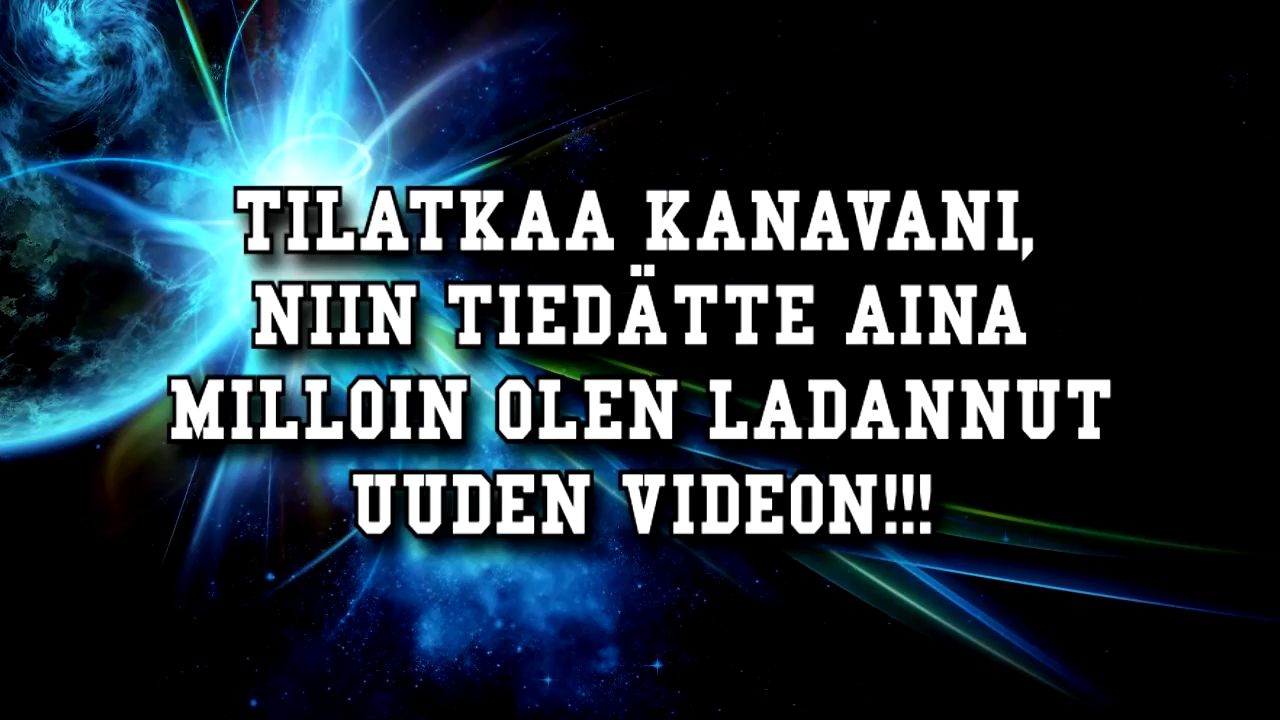 TILATKAA KANAVANI,
NIIN TIEDÄTTE AINA
MILLOIN OLEN LADANNUT
UUDEN VIDEON!!!